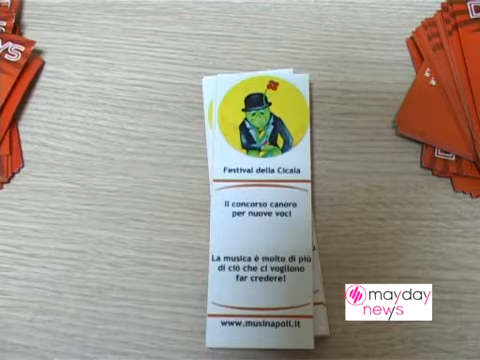 Festival della Cicala
Il concorso canoro
per nuove voci
La musica è molto di più
di ciò che ci vogliono
far credere!
www.musinapoli.it
mayday
news